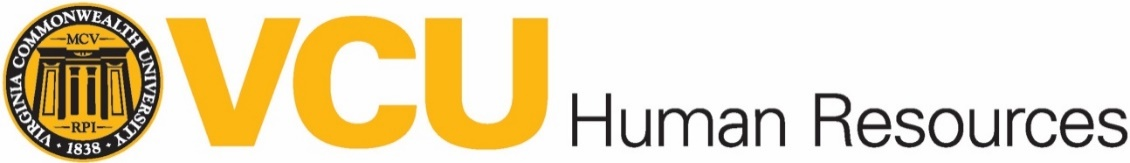 VIRGINIA COMMONWEALTH UNIVERSITY
MCV
RPI
· 1838 ·
VCU Human Resources